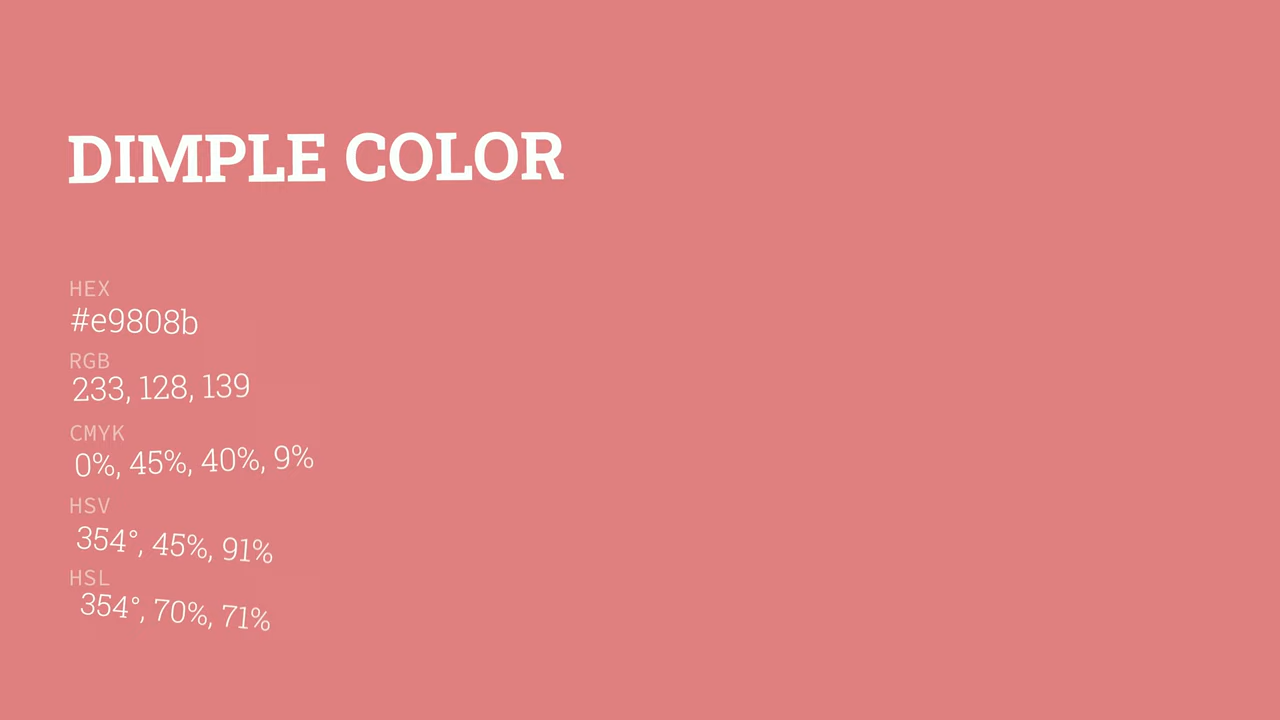 DIMPLE COLOR
HEX
#e9808b
RGB
233, 128, 139
CMYK
0%, 45%, 40%, 9%
HSV
354°, 45%, 91%
HSL
354°, 70%, 71%